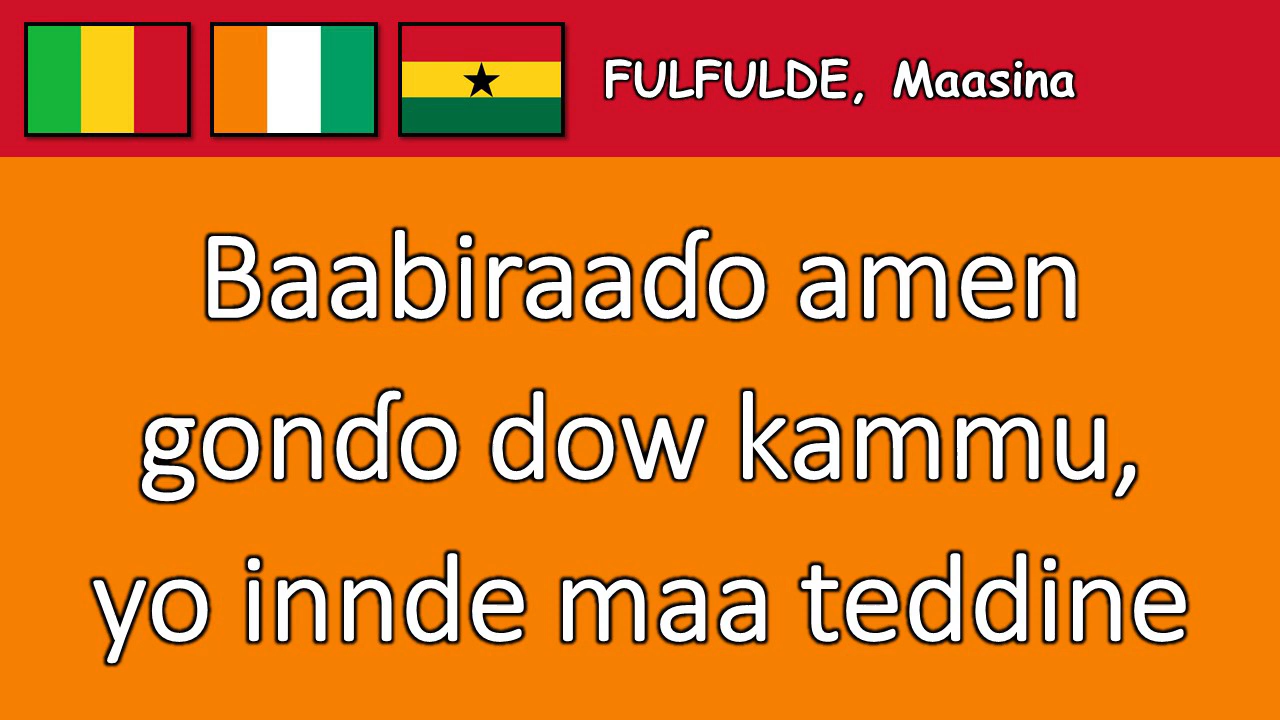 FULFULDE, Maasina
Baabiraaɗo amen
gonɗo dow kammu,
yo innde maa teddine